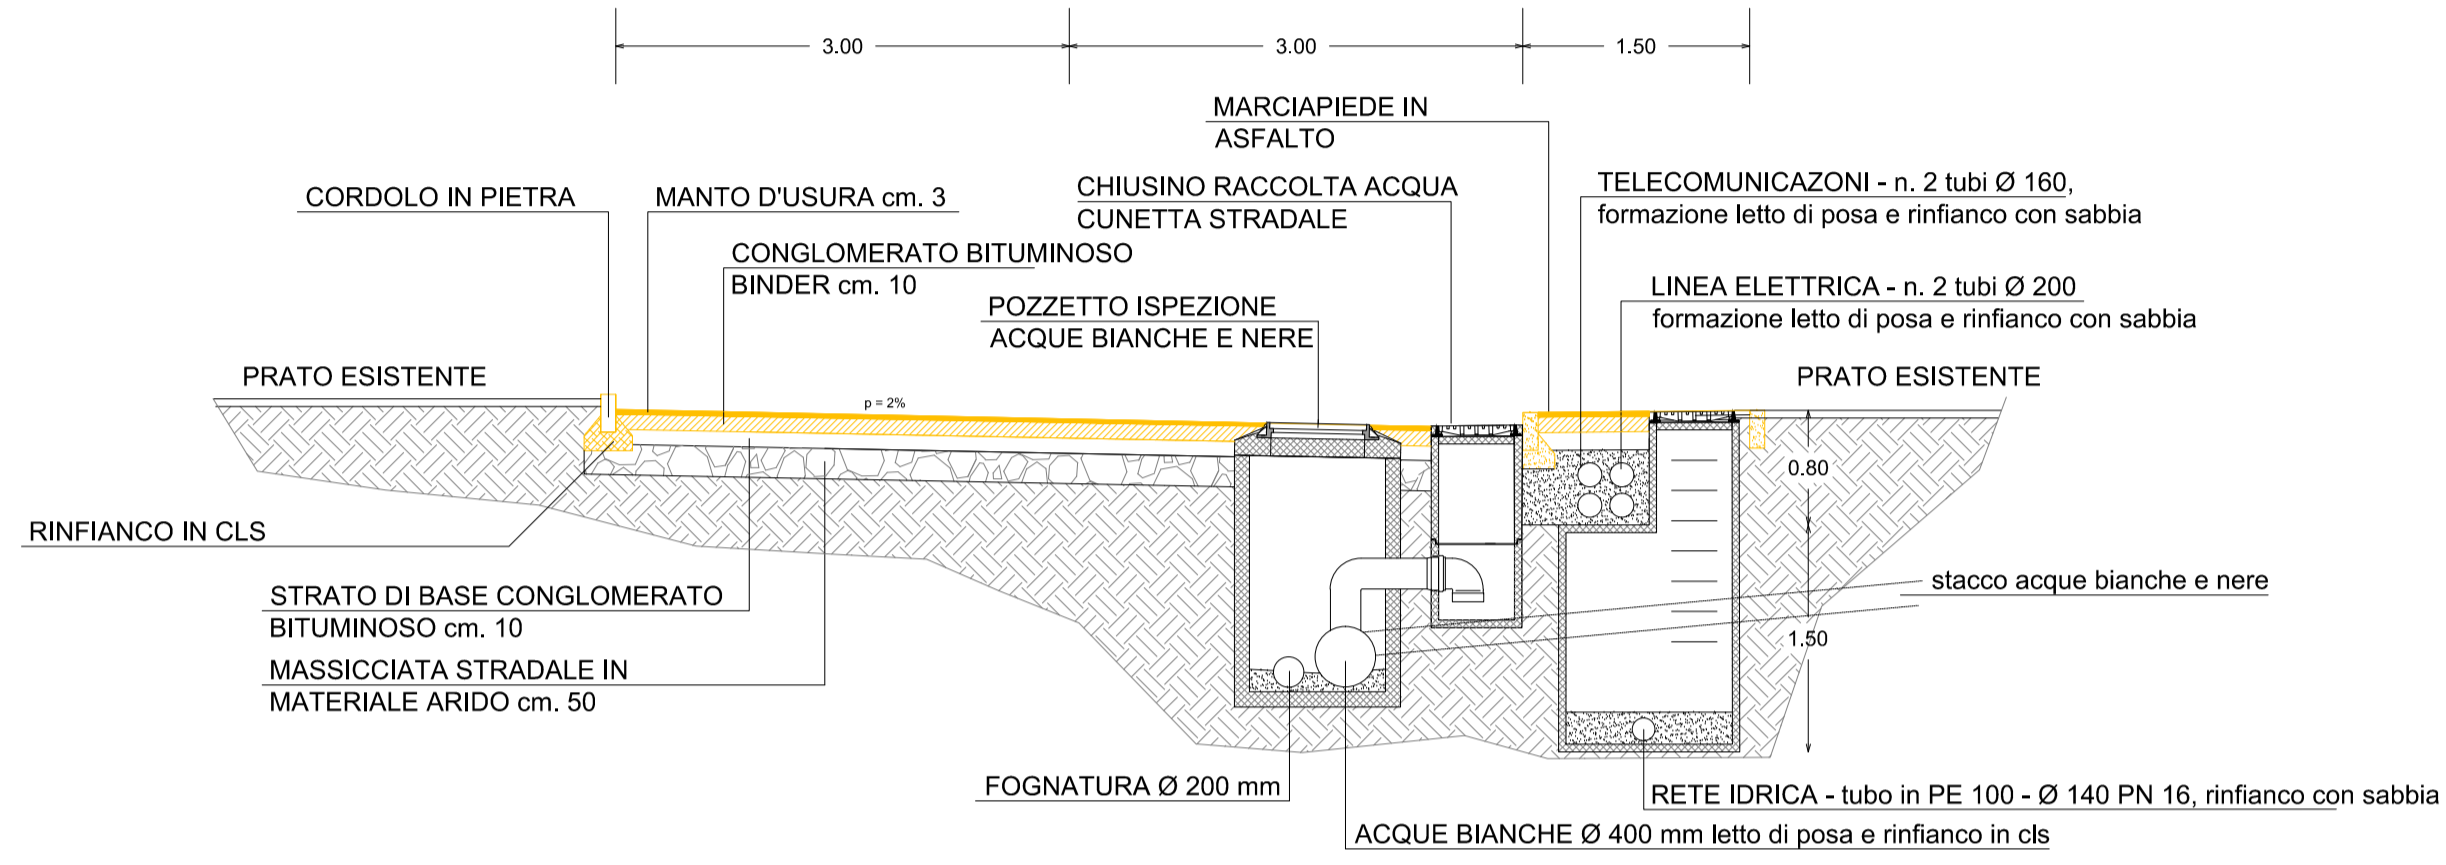 3.00
3.00
1.50
MARCIAPIEDE IN
ASFALTO
CORDOLO IN PIETRA
MANTO D'USURA cm. 3
CHIUSINO RACCOLTA ACQUA
CUNETTA STRADALE
TELECOMUNICAZONI - n. 2 tubi Ø 160,
formazione letto di posa e rinfianco con sabbia
CONGLOMERATO BITUMINOSO
BINDER cm. 10
POZZETTO ISPEZIONE
ACQUE BIANCHE E NERE
LINEA ELETTRICA - n. 2 tubi Ø 200
formazione letto di posa e rinfianco con sabbia
PRATO ESISTENTE
p = 2%
PRATO ESISTENTE
0.80
RINFIANCO IN CLS
STRATO DI BASE CONGLOMERATO
BITUMINOSO cm. 10
stacco acque bianche e nere
1.50
MASSICCIATA STRADALE IN
MATERIALE ARIDO cm. 50
FOGNATURA Ø 200 mm
RETE IDRICA - tubo in PE 100 - Ø 140 PN 16, rinfianco con sabbia
ACQUE BIANCHE Ø 400 mm letto di posa e rinfianco in cls